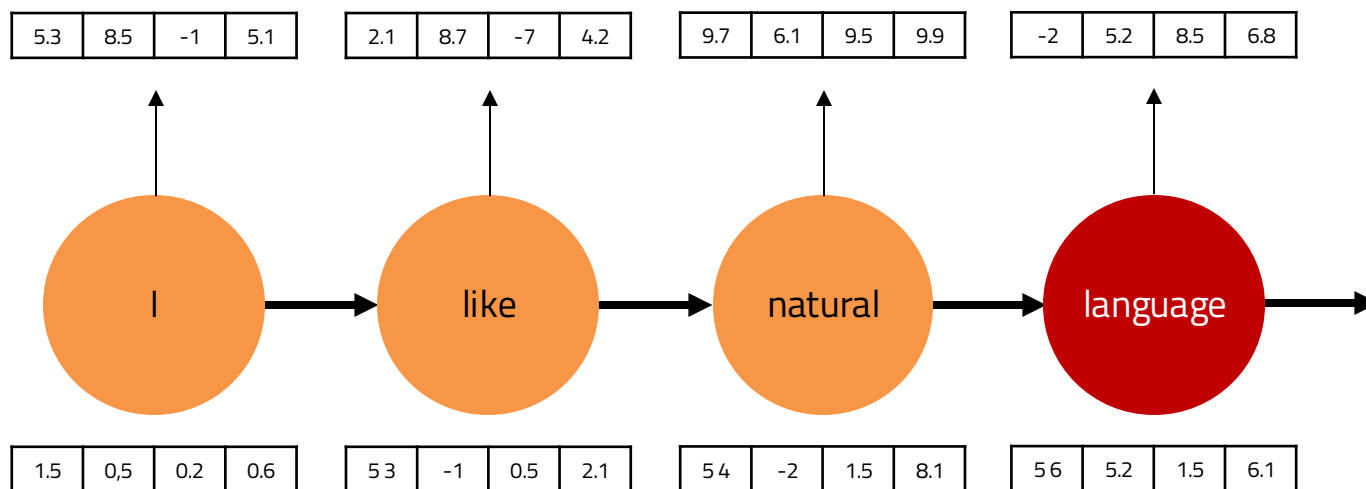 5.3 8.5 -1 5.1 2.1 8.7 -7 4.2 9.7 6.1 9.5 9.9 -2 5.2 8.5 6.8
I like natural language
1.5 0,5 0.2 0.6 5 3 -1 0.5 2.1 5 4 -2 1.5 8.1 5 6 5.2 1.5 6.1